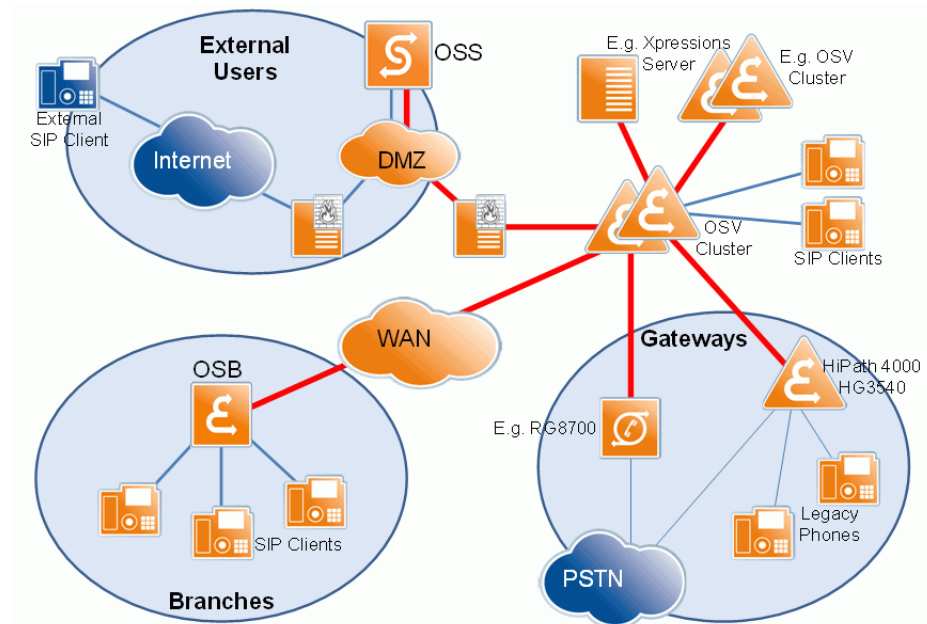 External
Users
OSS
External
SIP Client
Internet
DMZ
E.g. Xpressions
Server
E.g. OSV
Cluster
OSV
Cluster
SIP Clients
WAN
OSB
SIP Clients
Branches
Gateways
HiPath 4000
HG3540
E.g. RG8700
Legacy
Phones
PSTN